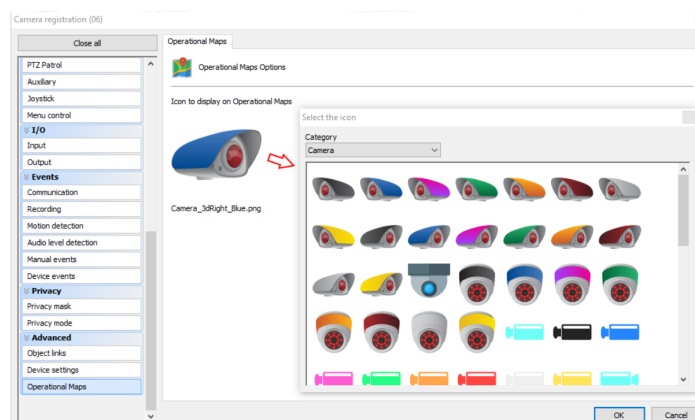 Camera registration (06)
Close all
PTZ Patrol
Auxiliary
Joystick
Menu control
I/O
Input
Output
Events
Communication
Recording
Motion detection
Audio level detection
Manual events
Device events
Privacy
Privacy mask
Privacy mode
Advanced
Object links
Device settings
Operational Maps
Operational Maps
Operational Maps Options
Icon to display on Operational Maps
Camera_3dRight_Blue.png
Select the icon
Category
Camera
OK
Cancel